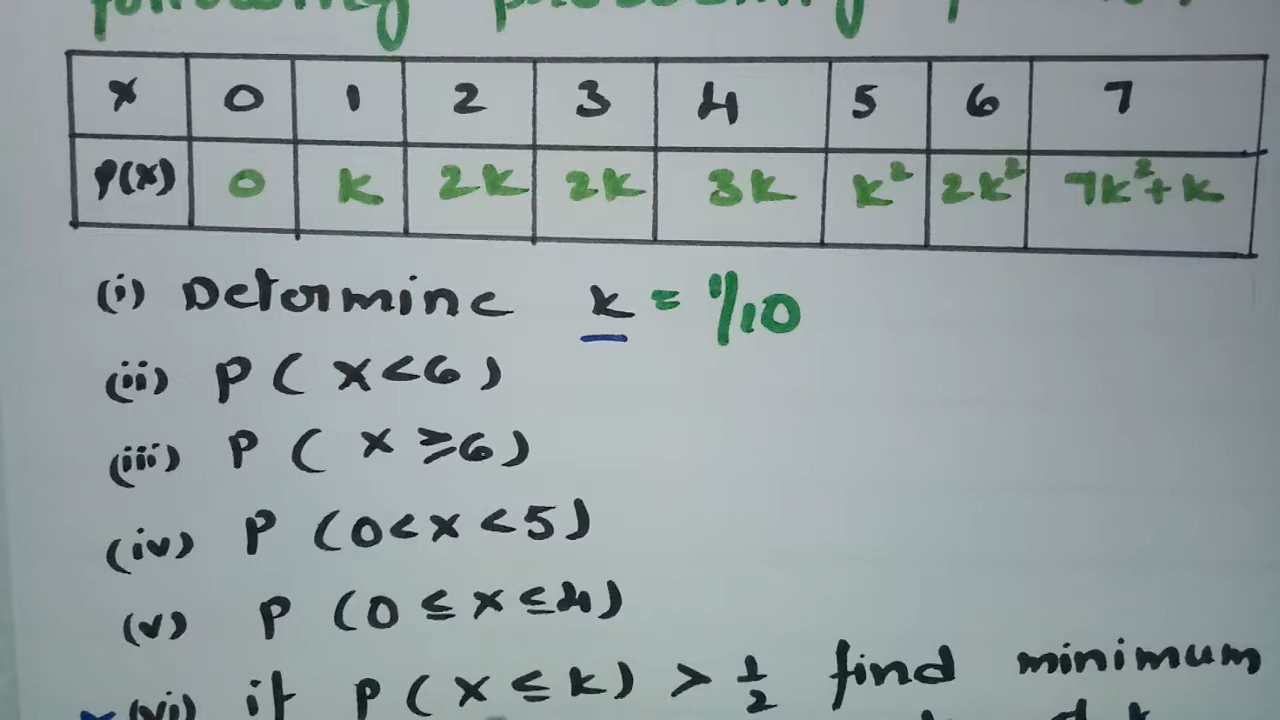 x 0 1 2 3 4 5 6 7
P(x) 0 k 2k 2k 3k k² 2k² 7k²+k
(i) Determine k = 1/10
(ii) P ( x<6 )
(iii) P ( x ≥6 )
(iv) P (0<x<5)
(v) P (0 ≤ x ≤4)
(vi) if P ( x ≤ k) > 1/2 find minimum